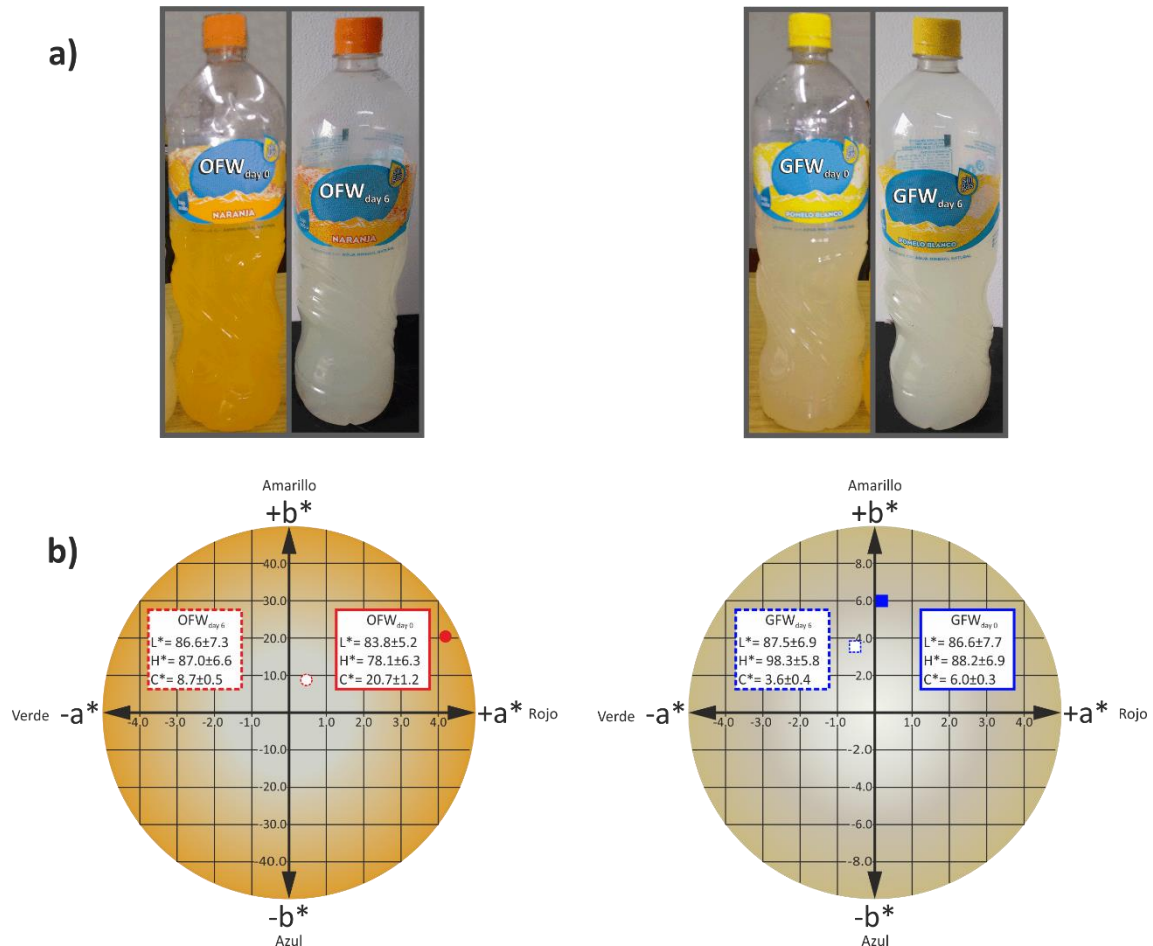 a)
OFW day 0
NARANJA
OFW day 6
NARANJA
GFW day 0
POMELO BLANCO
GFW day 6
POMELO BLANCO
b)
Amarillo
+b*
40.0
30.0
20.0
10.0
OFW day 6
L*= 86.6±7.3
H*= 87.0±6.6
C*= 8.7±0.5
OFW day 0
L*= 83.8±5.2
H*= 78.1±6.3
C*= 20.7±1.2
Verde -a*
-4.0 -3.0 -2.0 -1.0 0.0 1.0 2.0 3.0 4.0
+a* Rojo
-10.0
-20.0
-30.0
-40.0
-b*
Azul
Amarillo
+b*
8.0
6.0
4.0
2.0
GFW day 6
L*= 87.5±6.9
H*= 98.3±5.8
C*= 3.6±0.4
GFW day 0
L*= 86.6±7.7
H*= 88.2±6.9
C*= 6.0±0.3
Verde -a*
-4.0 -3.0 -2.0 -1.0 0.0 1.0 2.0 3.0 4.0
+a* Rojo
-2.0
-4.0
-6.0
-8.0
-b*
Azul